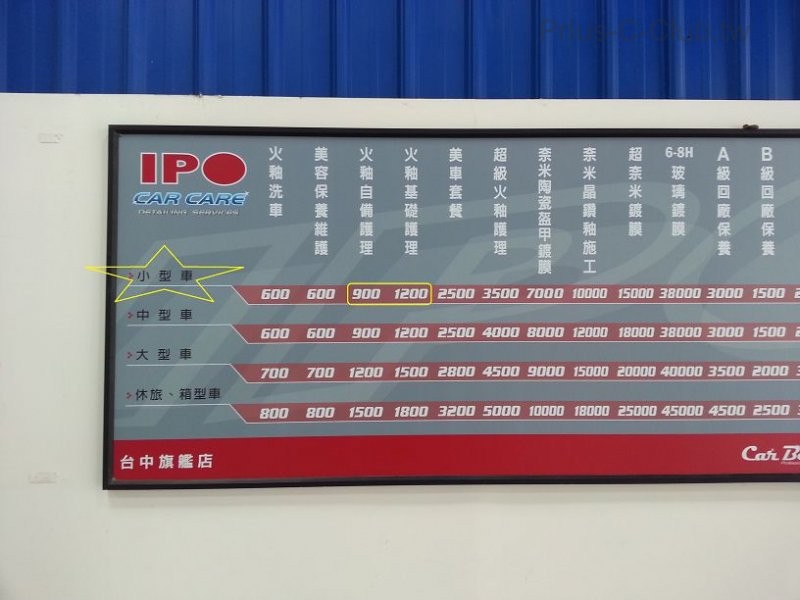 IPO
CAR CARE
DETAILING SERVICES
火釉洗車
美容保養維護
火釉自備護理
火釉基礎護理
美車套餐
超級火釉護理
奈米陶瓷盔甲鍍膜
奈米晶鑽釉施工
超奈米鍍膜
6-8H玻璃鍍膜
A級回廠保養
B級回廠保養
小型車 600 600 900 1200 2500 3500 7000 10000 15000 38000 3000 1500
中型車 600 600 900 1200 2500 4000 8000 12000 18000 38000 3000 1500
大型車 700 700 1200 1500 2800 4500 9000 15000 20000 40000 3500 2000
休旅、箱型車 800 800 1500 1800 3200 5000 10000 18000 25000 45000 4500 2500
台中旗艦店
Car